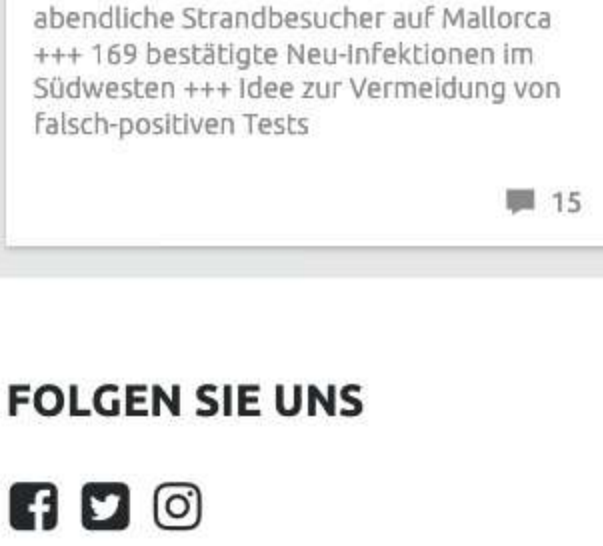 abendliche Strandbesucher auf Mallorca
+++ 169 bestätigte Neu-Infektionen im
Südwesten +++ Idee zur Vermeidung von
falsch-positiven Tests
15
FOLGEN SIE UNS